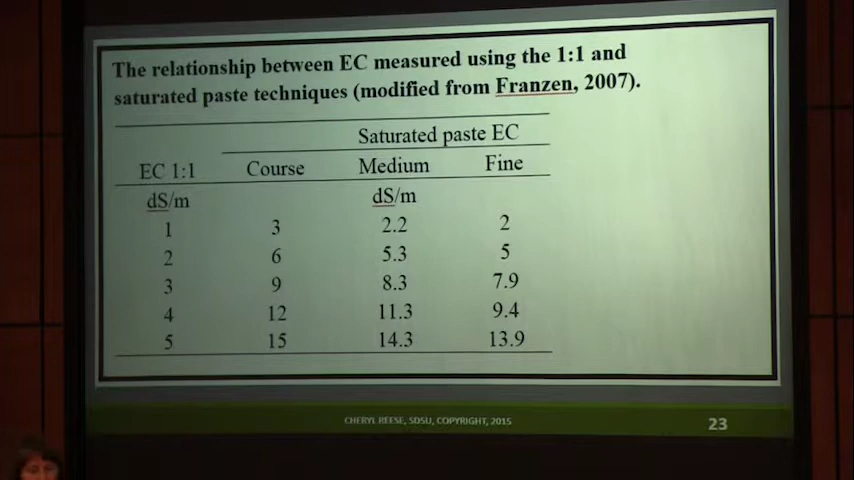 The relationship between EC measured using the 1:1 and
saturated paste techniques (modified from Franzen, 2007).
Saturated paste EC
EC 1:1 Course Medium Fine
dS/m dS/m
1 3 2.2 2
2 6 5.3 5
3 9 8.3 7.9
4 12 11.3 9.4
5 15 14.3 13.9
CHERYL REESE, SDSU, COPYRIGHT, 2015 23